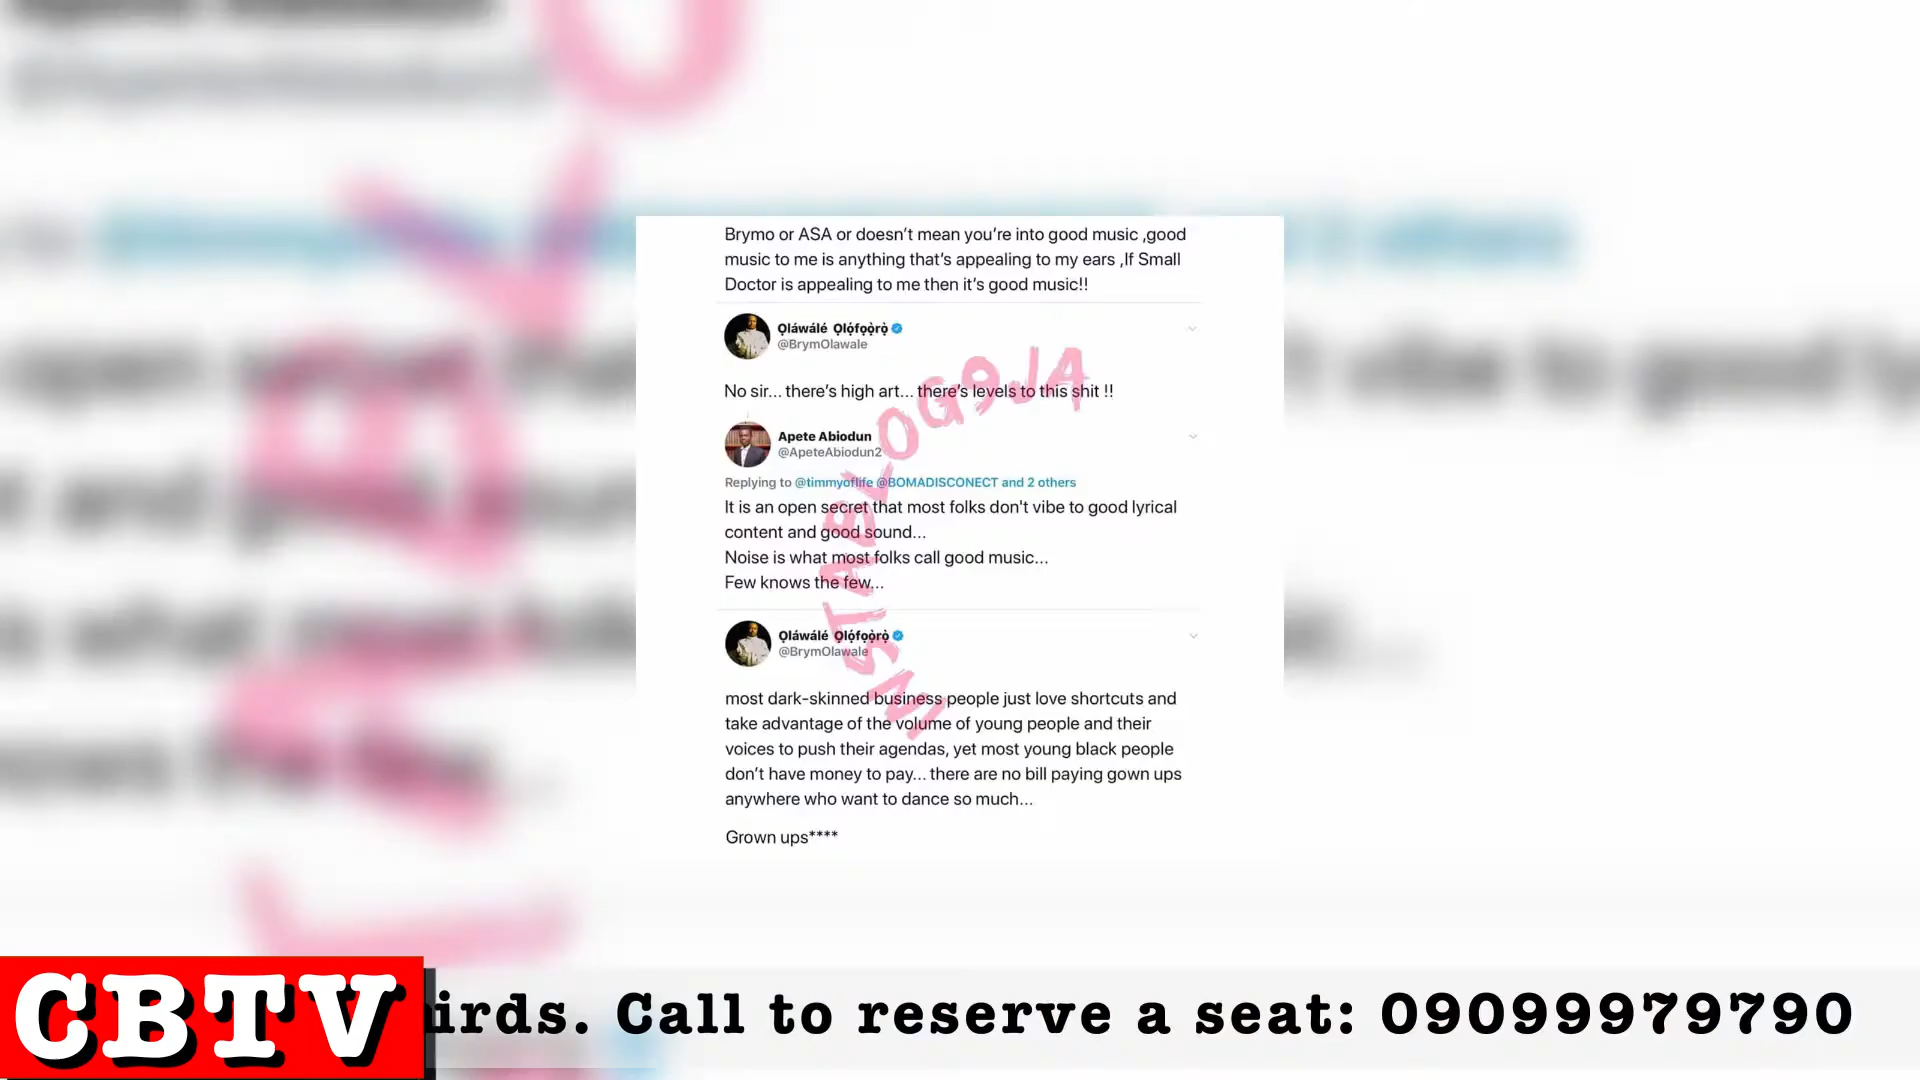 Brymo or ASA or doesn’t mean you’re into good music ,good
music to me is anything that’s appealing to my ears ,If Small
Doctor is appealing to me then it’s good music!!
Ọláwálé Ọlọ́fọọ̀rọ̀
@BrymOlawale
No sir... there’s high art... there’s levels to this shit !!
Apete Abiodun
@ApeteAbiodun2
Replying to @timmyoflife @BOMADISCONECT and 2 others
It is an open secret that most folks don't vibe to good lyrical
content and good sound...
Noise is what most folks call good music...
Few knows the few...
Ọláwálé Ọlọ́fọọ̀rọ̀
@BrymOlawale
most dark-skinned business people just love shortcuts and
take advantage of the volume of young people and their
voices to push their agendas, yet most young black people
don’t have money to pay... there are no bill paying gown ups
anywhere who want to dance so much...
Grown ups****
INSTABLOG9JA
CBTV
irds. Call to reserve a seat: 09099979790